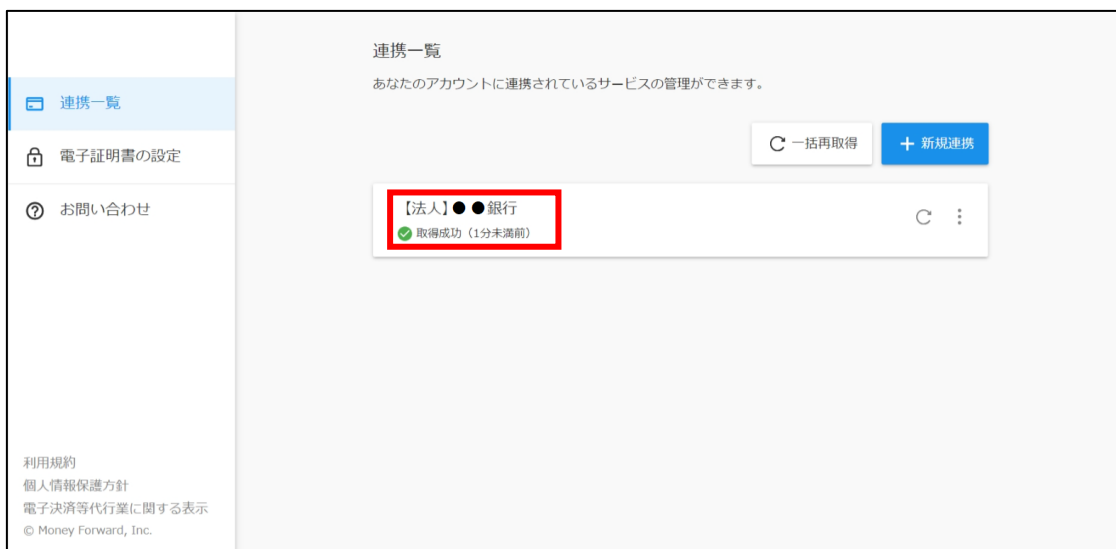 連携一覧
電子証明書の設定
お問い合わせ
利用規約
個人情報保護方針
電子決済等代行業に関する表示
© Money Forward, Inc.
連携一覧
あなたのアカウントに連携されているサービスの管理ができます。
一括再取得
新規連携
【法人】●●銀行
取得成功（1分未満前）